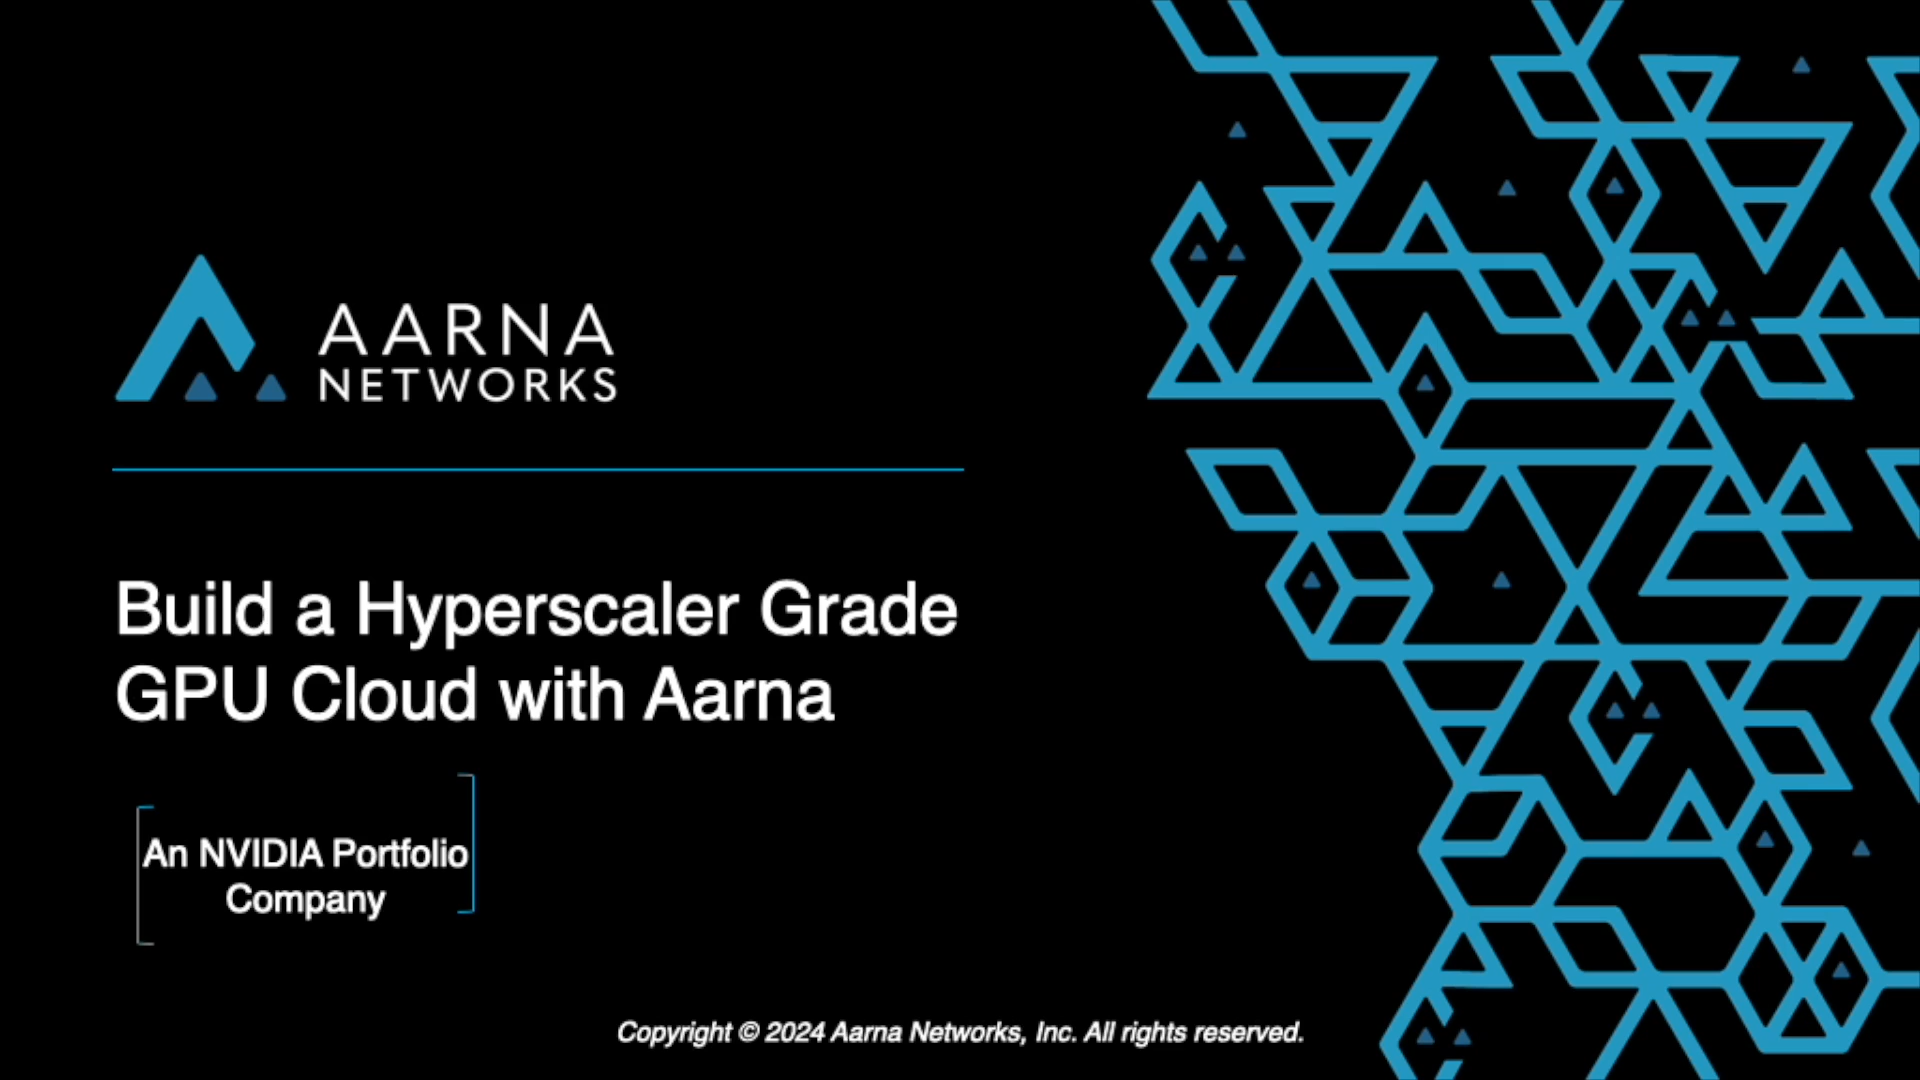 AARNA
NETWORKS
Build a Hyperscaler Grade
GPU Cloud with Aarna
An NVIDIA Portfolio
Company
Copyright © 2024 Aarna Networks, Inc. All rights reserved.